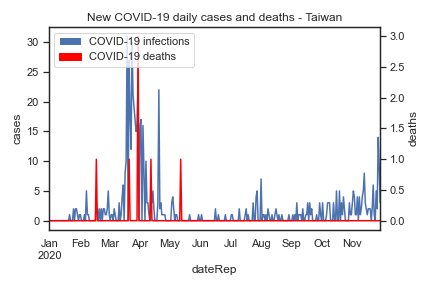 New COVID-19 daily cases and deaths - Taiwan
COVID-19 infections
COVID-19 deaths
30
25
20
15
10
5
0
cases
3.0
2.5
2.0
1.5
1.0
0.5
0.0
deaths
Jan Feb Mar Apr May Jun Jul Aug Sep Oct Nov
2020
dateRep